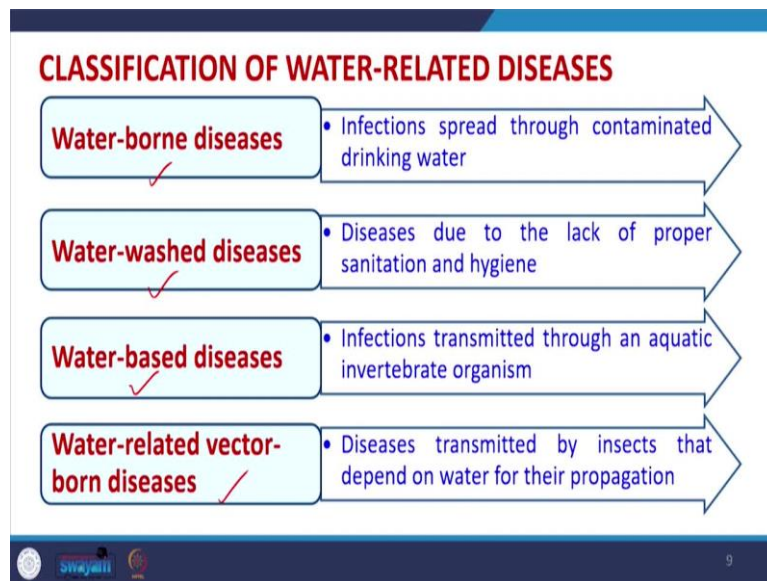 CLASSIFICATION OF WATER-RELATED DISEASES
Water-borne diseases
• Infections spread through contaminated
drinking water
Water-washed diseases
• Diseases due to the lack of proper
sanitation and hygiene
Water-based diseases
• Infections transmitted through an aquatic
invertebrate organism
Water-related vector-
born diseases
• Diseases transmitted by insects that
depend on water for their propagation
swayam
9